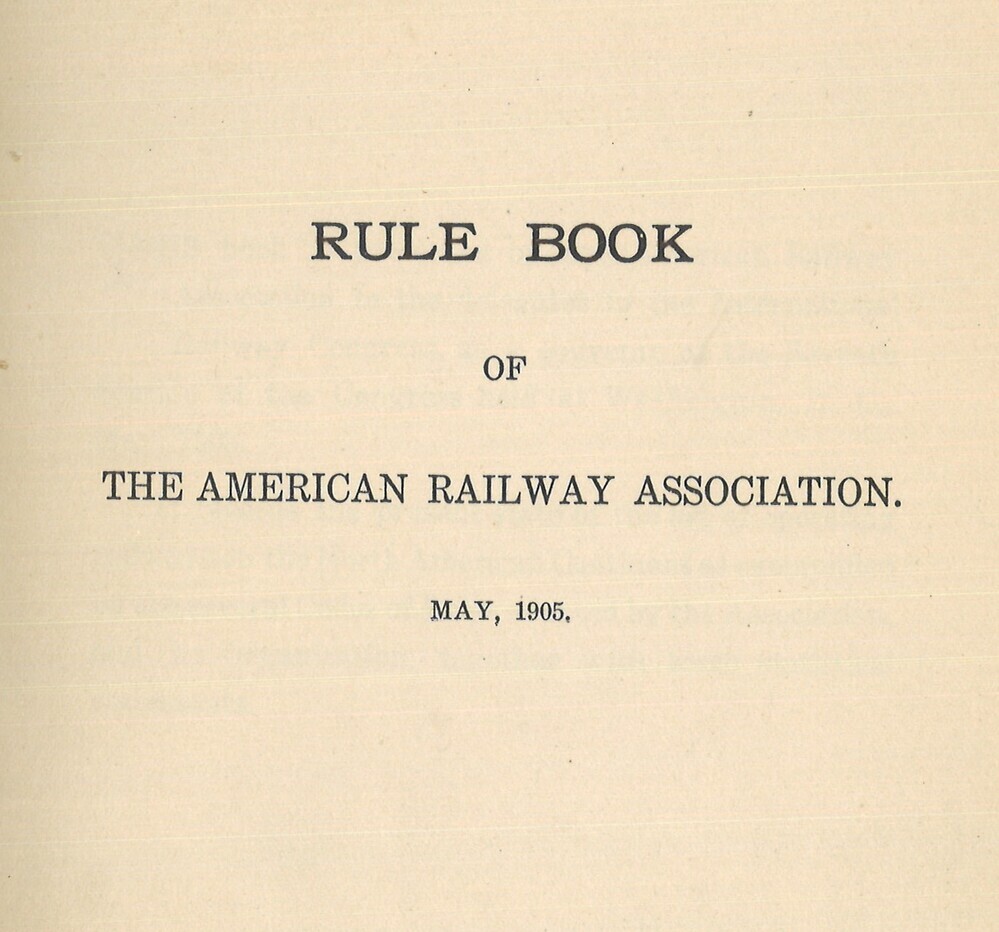 RULE BOOK
OF
THE AMERICAN RAILWAY ASSOCIATION.
MAY, 1905.